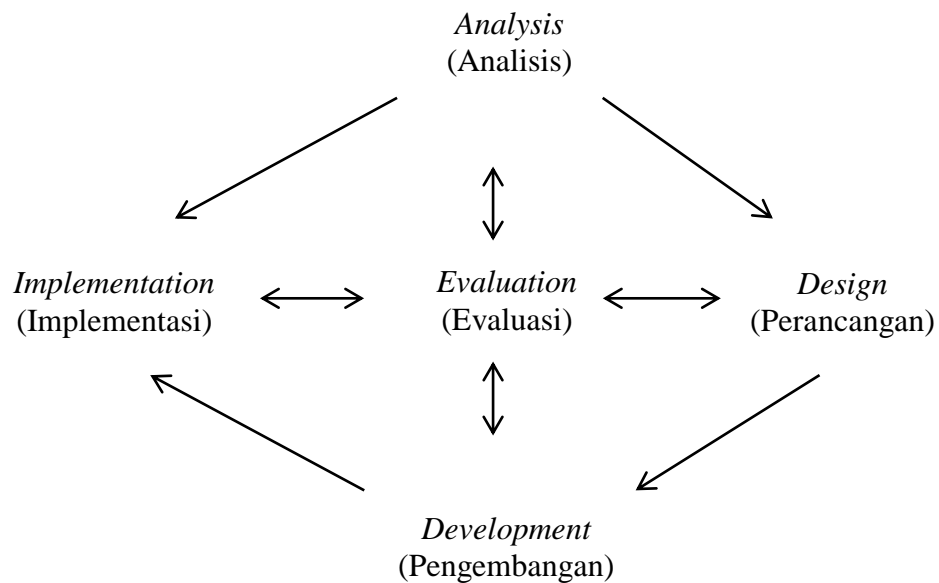 Analysis
(Analisis)
Implementation
(Implementasi)
Evaluation
(Evaluasi)
Design
(Perancangan)
Development
(Pengembangan)